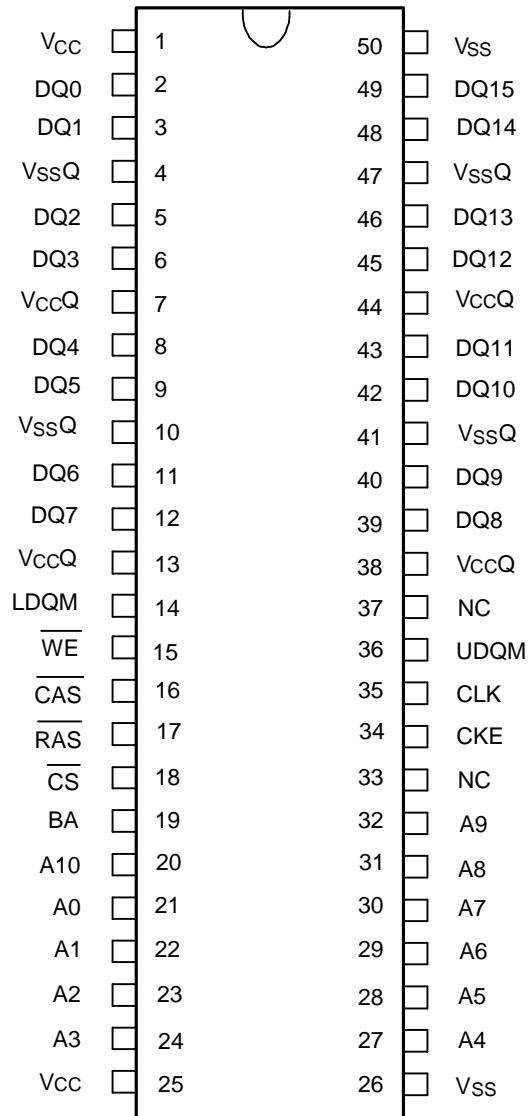 VCC 1 50 VSS
DQ0 2 49 DQ15
DQ1 3 48 DQ14
VSSQ 4 47 VSSQ
DQ2 5 46 DQ13
DQ3 6 45 DQ12
VCCQ 7 44 VCCQ
DQ4 8 43 DQ11
DQ5 9 42 DQ10
VSSQ 10 41 VSSQ
DQ6 11 40 DQ9
DQ7 12 39 DQ8
VCCQ 13 38 VCCQ
LDQM 14 37 NC
W̅E̅ 15 36 UDQM
C̅A̅S̅ 16 35 CLK
R̅A̅S̅ 17 34 CKE
C̅S̅ 18 33 NC
BA 19 32 A9
A10 20 31 A8
A0 21 30 A7
A1 22 29 A6
A2 23 28 A5
A3 24 27 A4
VCC 25 26 VSS